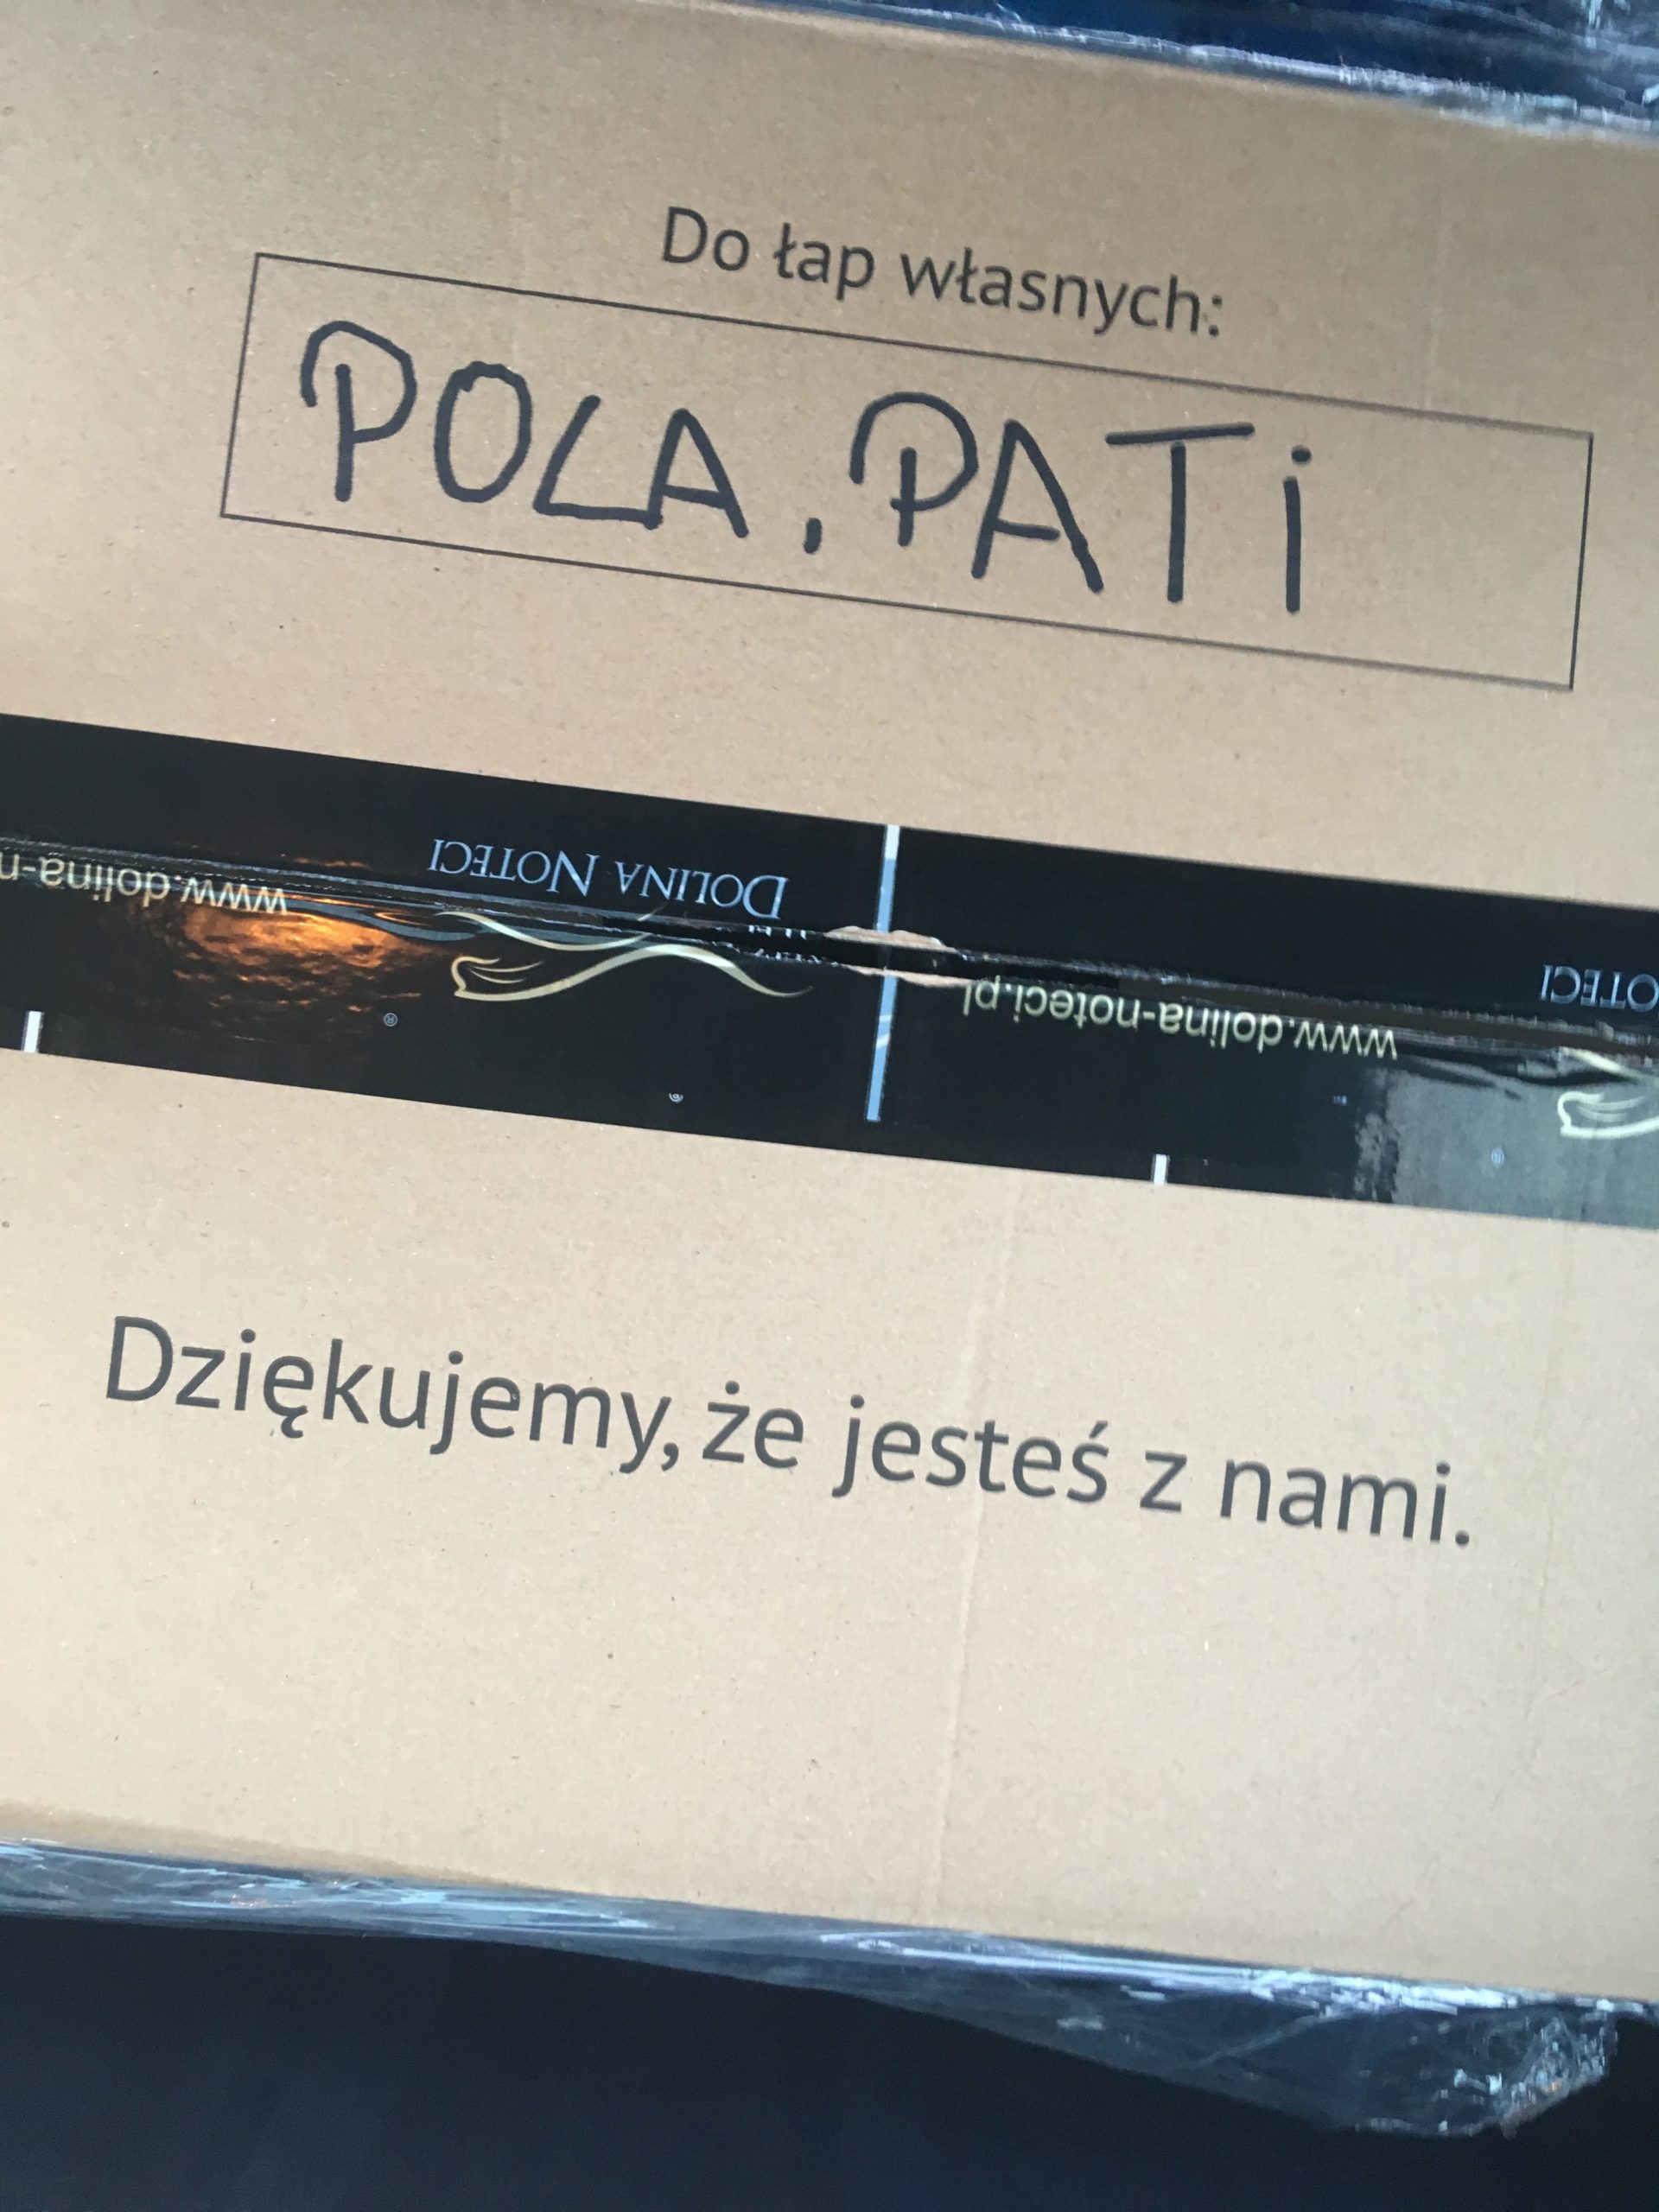 Do łap własnych:
POLA, PATi
DOLINA NOTECI
www.dolina-n
OTECI
www.dolina-noteci.pl
Dziękujemy, że jesteś z nami.